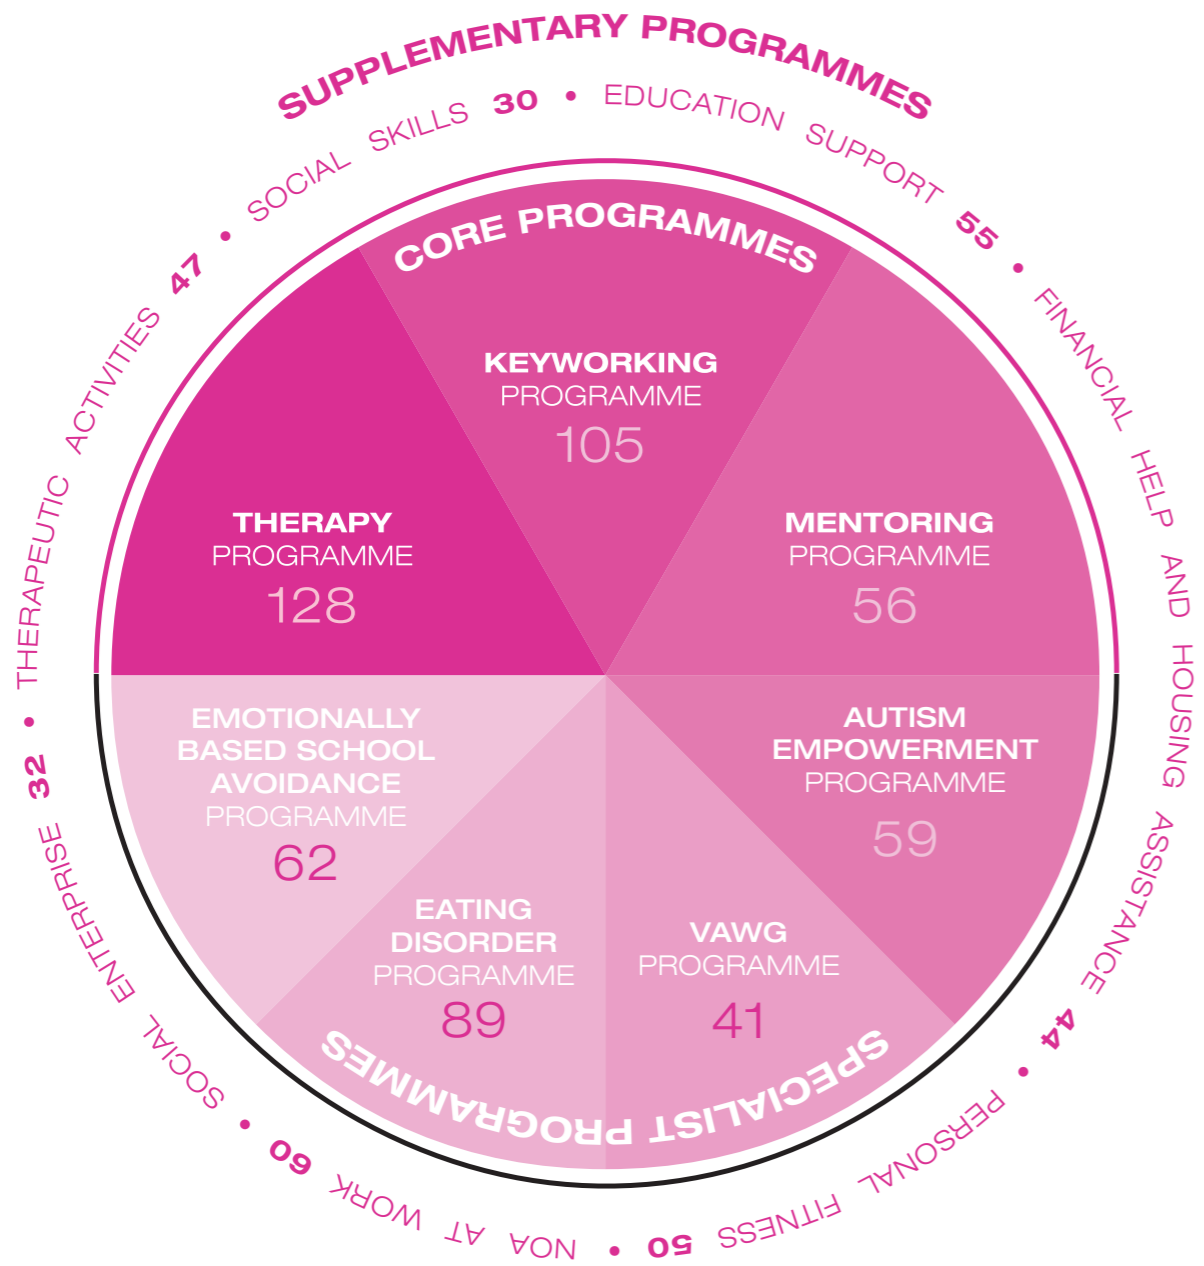 SUPPLEMENTARY PROGRAMMES
SOCIAL SKILLS 30 •
EDUCATION SUPPORT 55 •
FINANCIAL HELP AND HOUSING ASSISTANCE 44 •
PERSONAL FITNESS 50 •
NOA AT WORK 60 •
SOCIAL ENTERPRISE 32 •
THERAPEUTIC ACTIVITIES 47 •
CORE PROGRAMMES
KEYWORKING
PROGRAMME
105
THERAPY
PROGRAMME
128
MENTORING
PROGRAMME
56
EMOTIONALLY
BASED SCHOOL
AVOIDANCE
PROGRAMME
62
AUTISM
EMPOWERMENT
PROGRAMME
59
EATING
DISORDER
PROGRAMME
89
VAWG
PROGRAMME
41
SPECIALIST PROGRAMMES